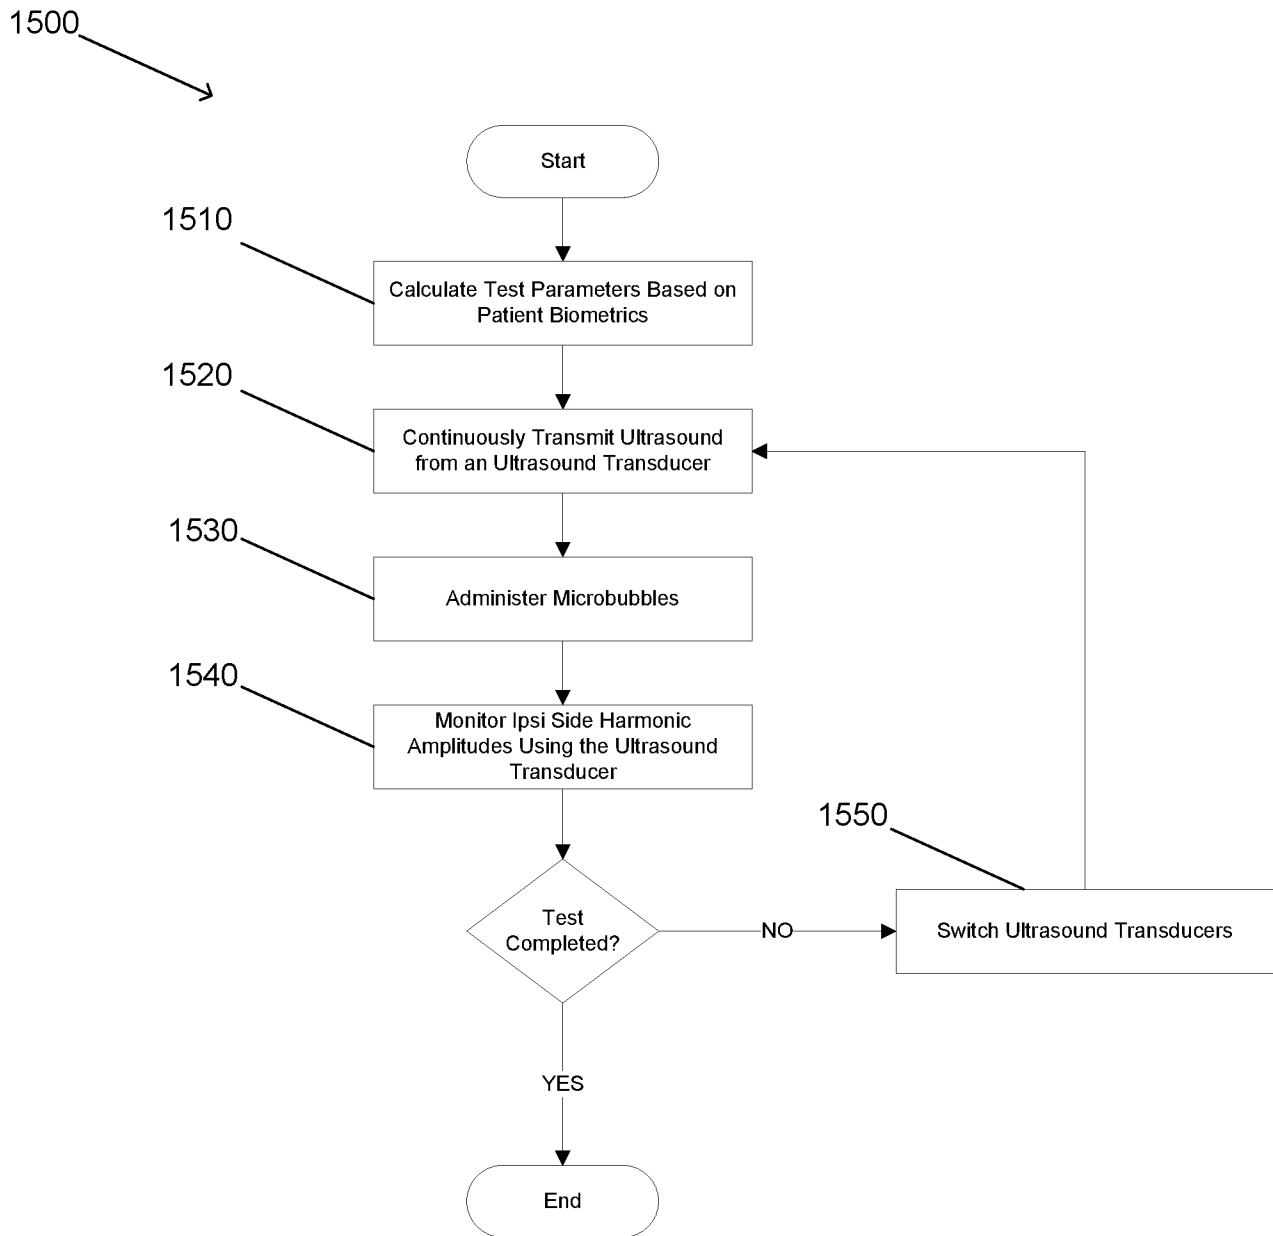 1500
Start
1510
Calculate Test Parameters Based on
Patient Biometrics
1520
Continuously Transmit Ultrasound
from an Ultrasound Transducer
1530
Administer Microbubbles
1540
Monitor Ipsi Side Harmonic
Amplitudes Using the Ultrasound
Transducer
1550
Test
Completed?
NO
Switch Ultrasound Transducers
YES
End